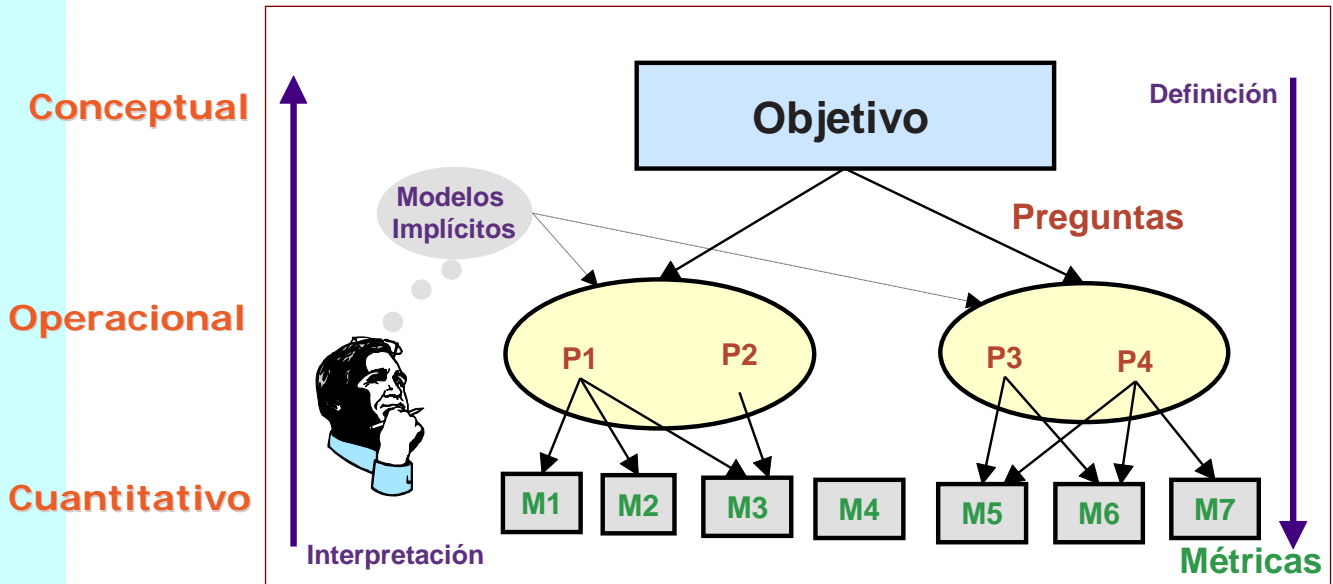 Conceptual
Objetivo
Definición
Modelos
Implícitos
Preguntas
Operacional
P1
P2
P3
P4
Cuantitativo
M1
M2
M3
M4
M5
M6
M7
Interpretación
Métricas